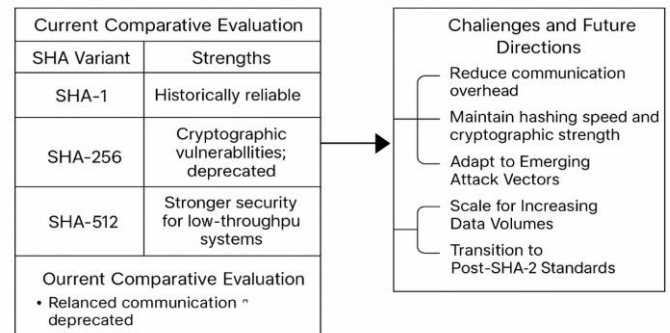 Current Comparative Evaluation
SHA Variant
Strengths
SHA-1
Historically reliable
SHA-256
Cryptographic
vulnerabllities;
deprecated
SHA-512
Stronger security
for low-throughpu
systems
Ourrent Comparative Evaluation
• Relanced communication
deprecated
Chailenges and Future
Directions
Reduce communication
overhead
Maintain hashing speed and
cryptographic strength
Adapt to Emerging
Attack Vectors
Scale for Increasing
Data Volumes
Transition to
Post-SHA-2 Standards